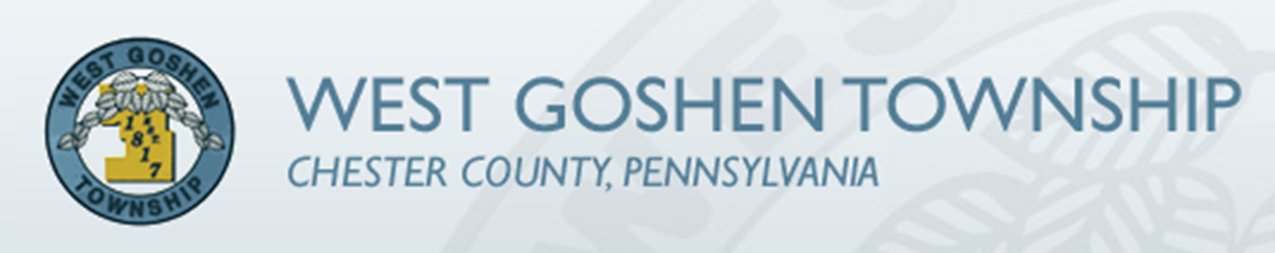 WEST GOSHEN
TOWNSHIP
1817
WEST GOSHEN TOWNSHIP
CHESTER COUNTY, PENNSYLVANIA